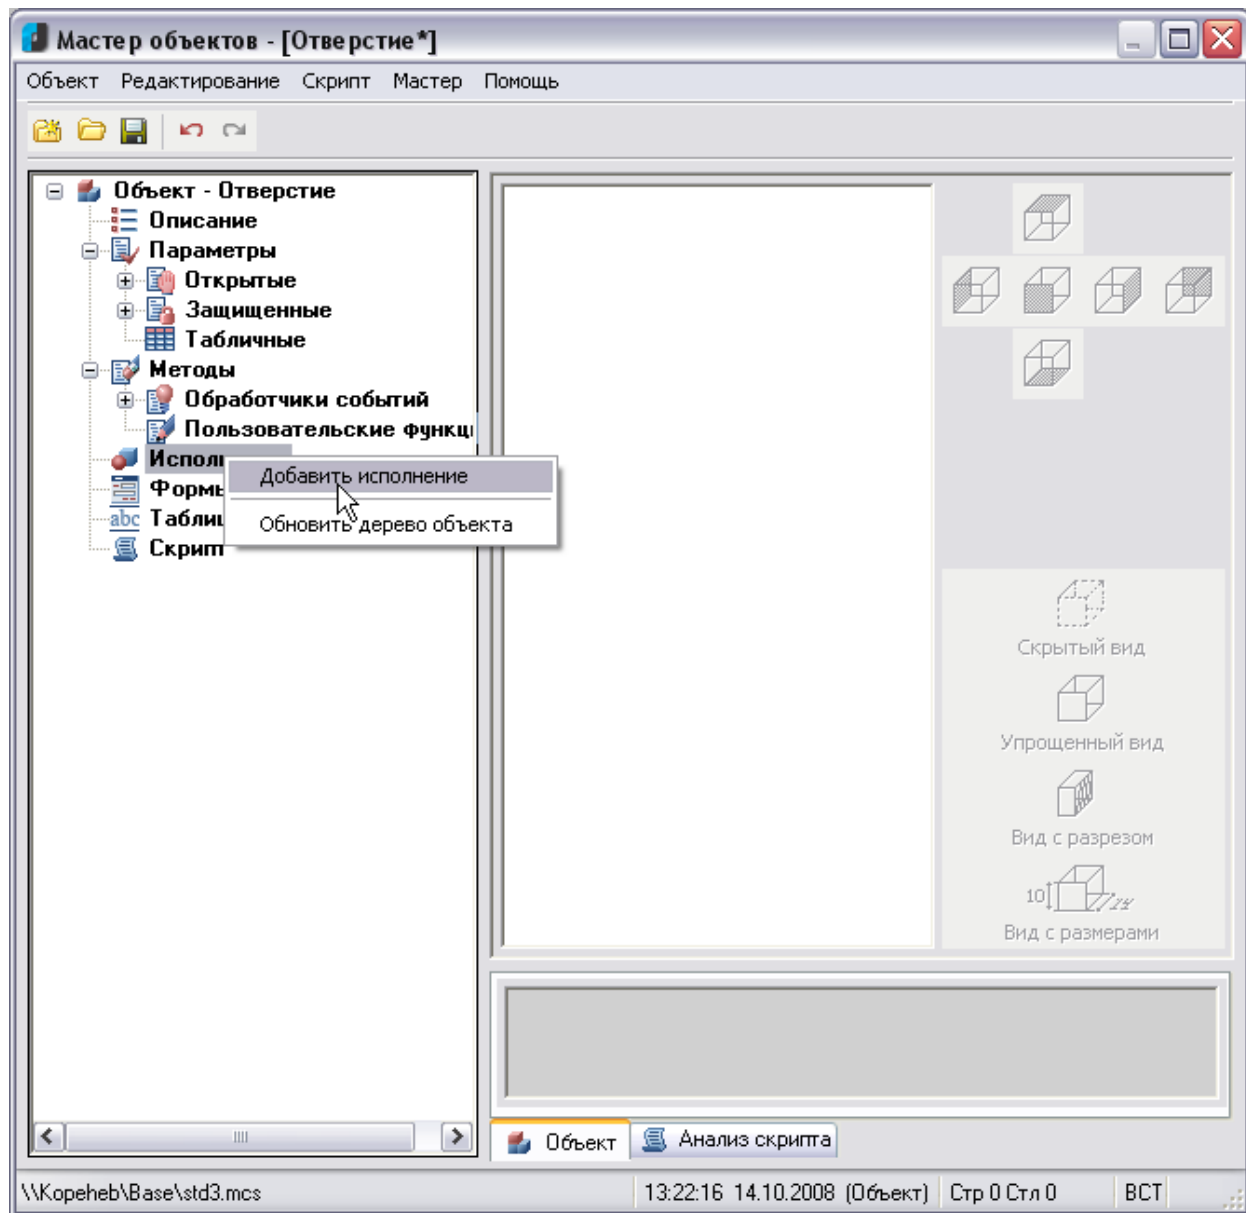 Мастер объектов - [Отверстие*]
Объект Редактирование Скрипт Мастер Помощь
Объект - Отверстие
Описание
Параметры
Открытые
Защищенные
Табличные
Методы
Обработчики событий
Пользовательские функц
Испол
Добавить исполнение
Форм
Обновить дерево объекта
abc Табли
Скрипт
Скрытый вид
Упрощенный вид
Вид с разрезом
10
Вид с размерами
Объект Анализ скрипта
\\Kopeheb\Base\std3.mcs 13:22:16 14.10.2008 (Объект) Стр 0 Стл 0 ВСТ